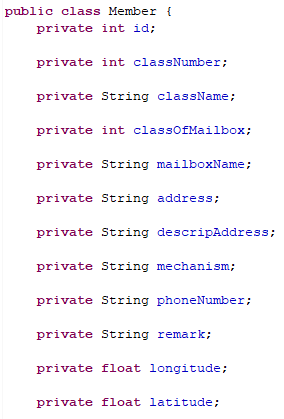 public class Member {
private int id;
private int classNumber;
private String className;
private int classOfMailbox;
private String mailboxName;
private String address;
private String descripAddress;
private String mechanism;
private String phoneNumber;
private String remark;
private float longitude;
private float latitude;